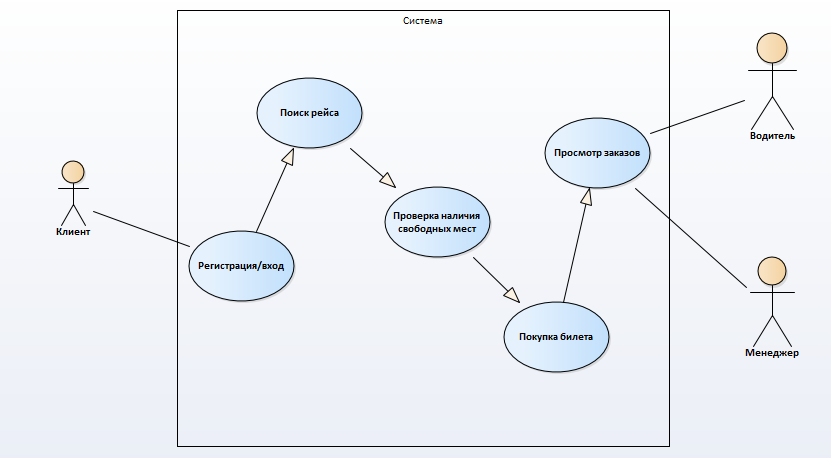 Система
Поиск рейса
Просмотр заказов
Водитель
Клиент
Проверка наличия
свободных мест
Регистрация/вход
Покупка билета
Менеджер